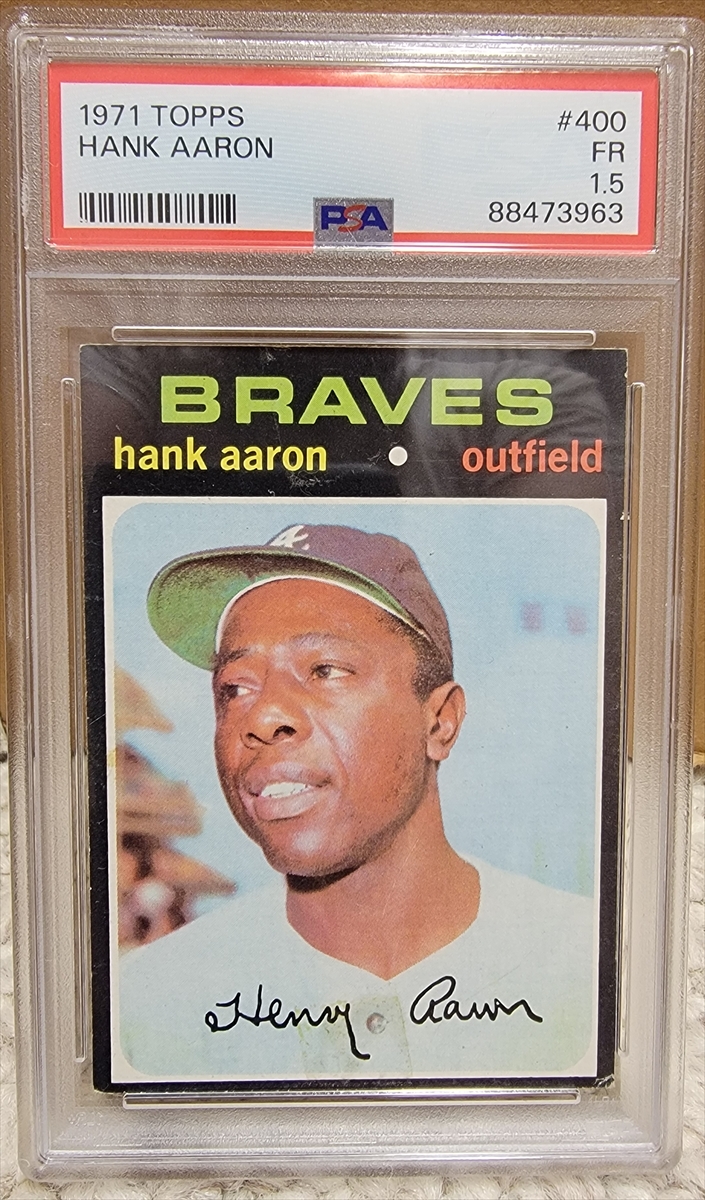 1971 TOPPS #400
HANK AARON FR
1.5
PSA 88473963
BRAVES
hank aaron outfield
A
Henry Aaron